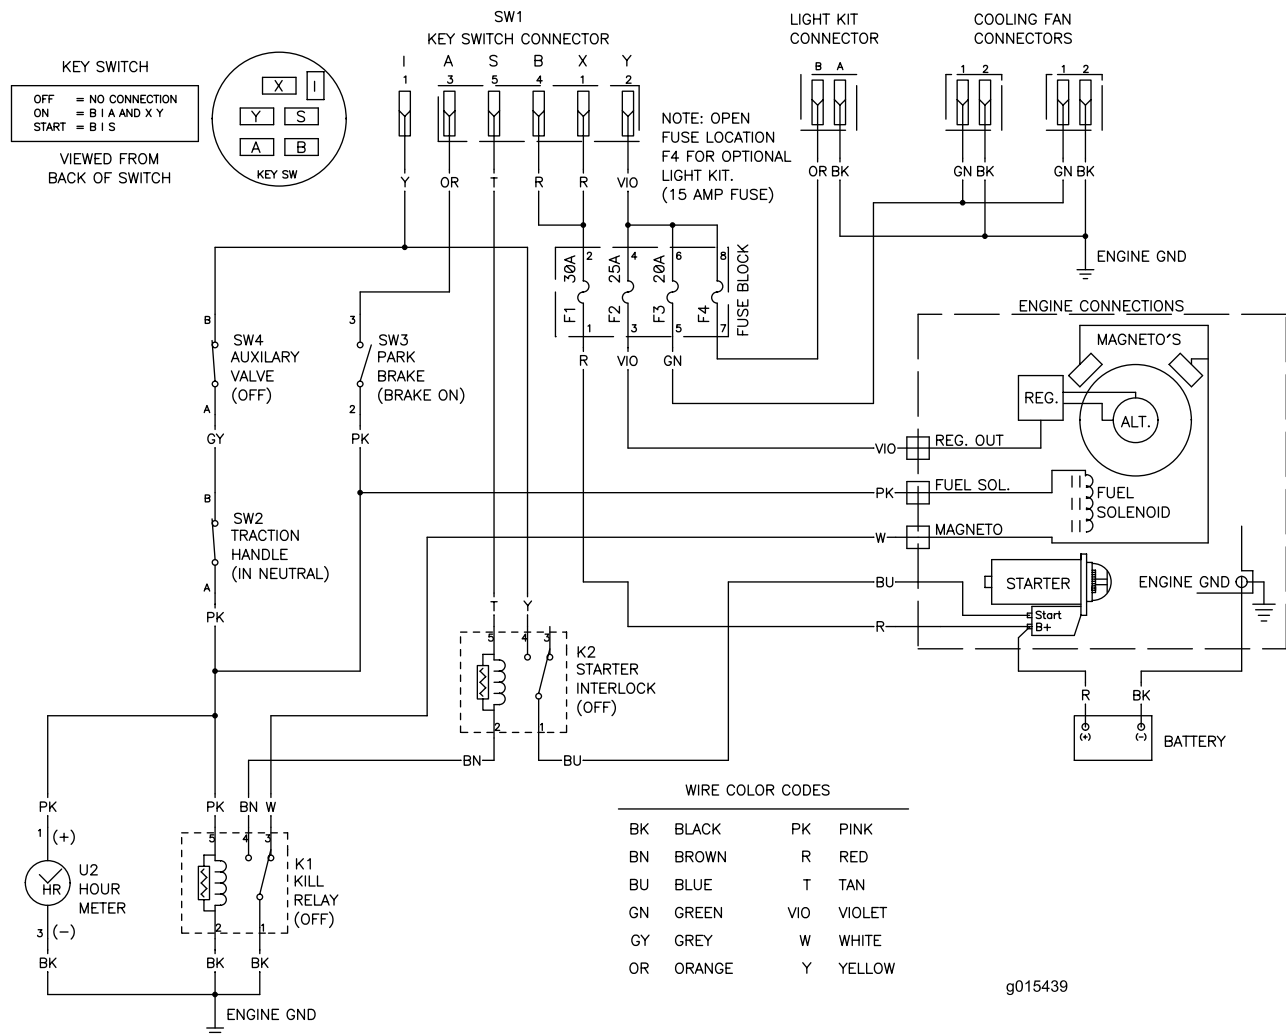 SW1
KEY SWITCH CONNECTOR
I A S B X Y
1 3 5 4 1 2
LIGHT KIT
CONNECTOR
B A
COOLING FAN
CONNECTORS
1 2
1 2
KEY SWITCH
OFF = NO CONNECTION
ON = B I A AND X Y
START = B I S
VIEWED FROM
BACK OF SWITCH
X I
Y S
A B
KEY SW
NOTE: OPEN
FUSE LOCATION
F4 FOR OPTIONAL
LIGHT KIT.
(15 AMP FUSE)
Y OR T R R VIO
OR BK
GN BK
GN BK
ENGINE GND
30A 25A 20A
2 4 6 8
F1 F2 F3 F4
1 3 5 7
FUSE BLOCK
R VIO GN
B
SW4
AUXILARY
VALVE
(OFF)
A
GY
3
SW3
PARK
BRAKE
(BRAKE ON)
2
PK
B
SW2
TRACTION
HANDLE
(IN NEUTRAL)
A
PK
ENGINE CONNECTIONS
MAGNETO'S
REG.
ALT.
VIO REG. OUT
PK FUEL SOL.
FUEL
SOLENOID
W MAGNETO
BU
STARTER
ENGINE GND
Start
B+
R
T Y
5 4 3
K2
STARTER
INTERLOCK
(OFF)
2 1
BN BU
R BK
(+) (-)
BATTERY
PK
1 (+)
HR
U2
HOUR
METER
3 (-)
BK
PK BN W
5 4 3
K1
KILL
RELAY
(OFF)
2 1
BK BK
ENGINE GND
WIRE COLOR CODES
BK BLACK PK PINK
BN BROWN R RED
BU BLUE T TAN
GN GREEN VIO VIOLET
GY GREY W WHITE
OR ORANGE Y YELLOW
g015439